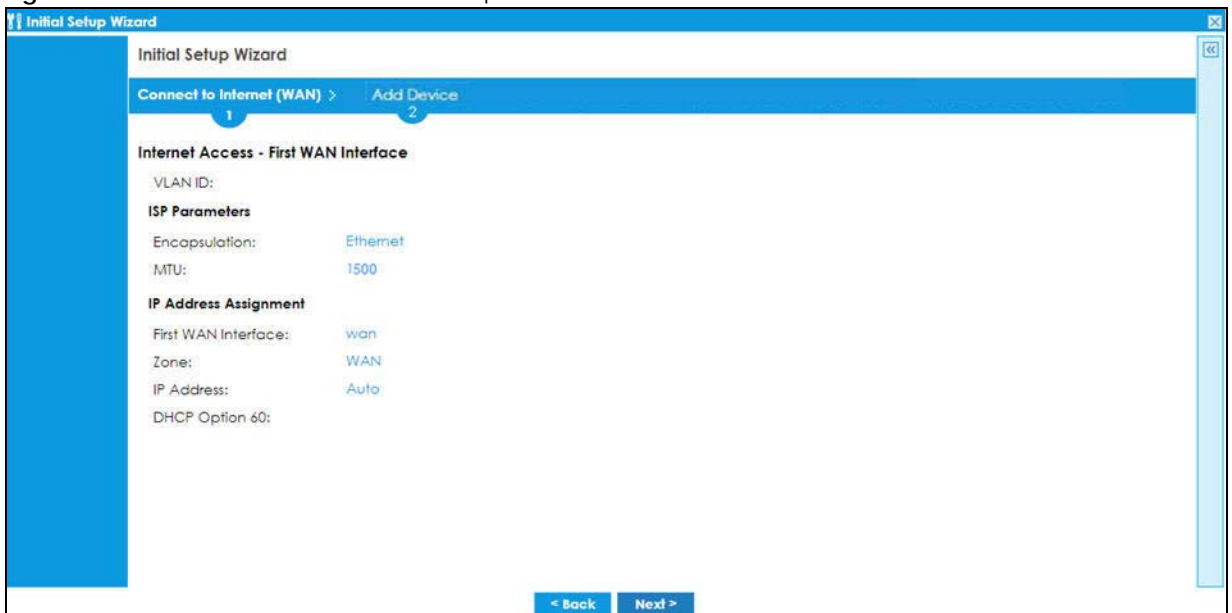 Initial Setup Wizard
Initial Setup Wizard
Connect to Internet (WAN) > Add Device
1 2
Internet Access - First WAN Interface
VLAN ID:
ISP Parameters
Encapsulation: Ethernet
MTU: 1500
IP Address Assignment
First WAN Interface: wan
Zone: WAN
IP Address: Auto
DHCP Option 60:
< Back Next >